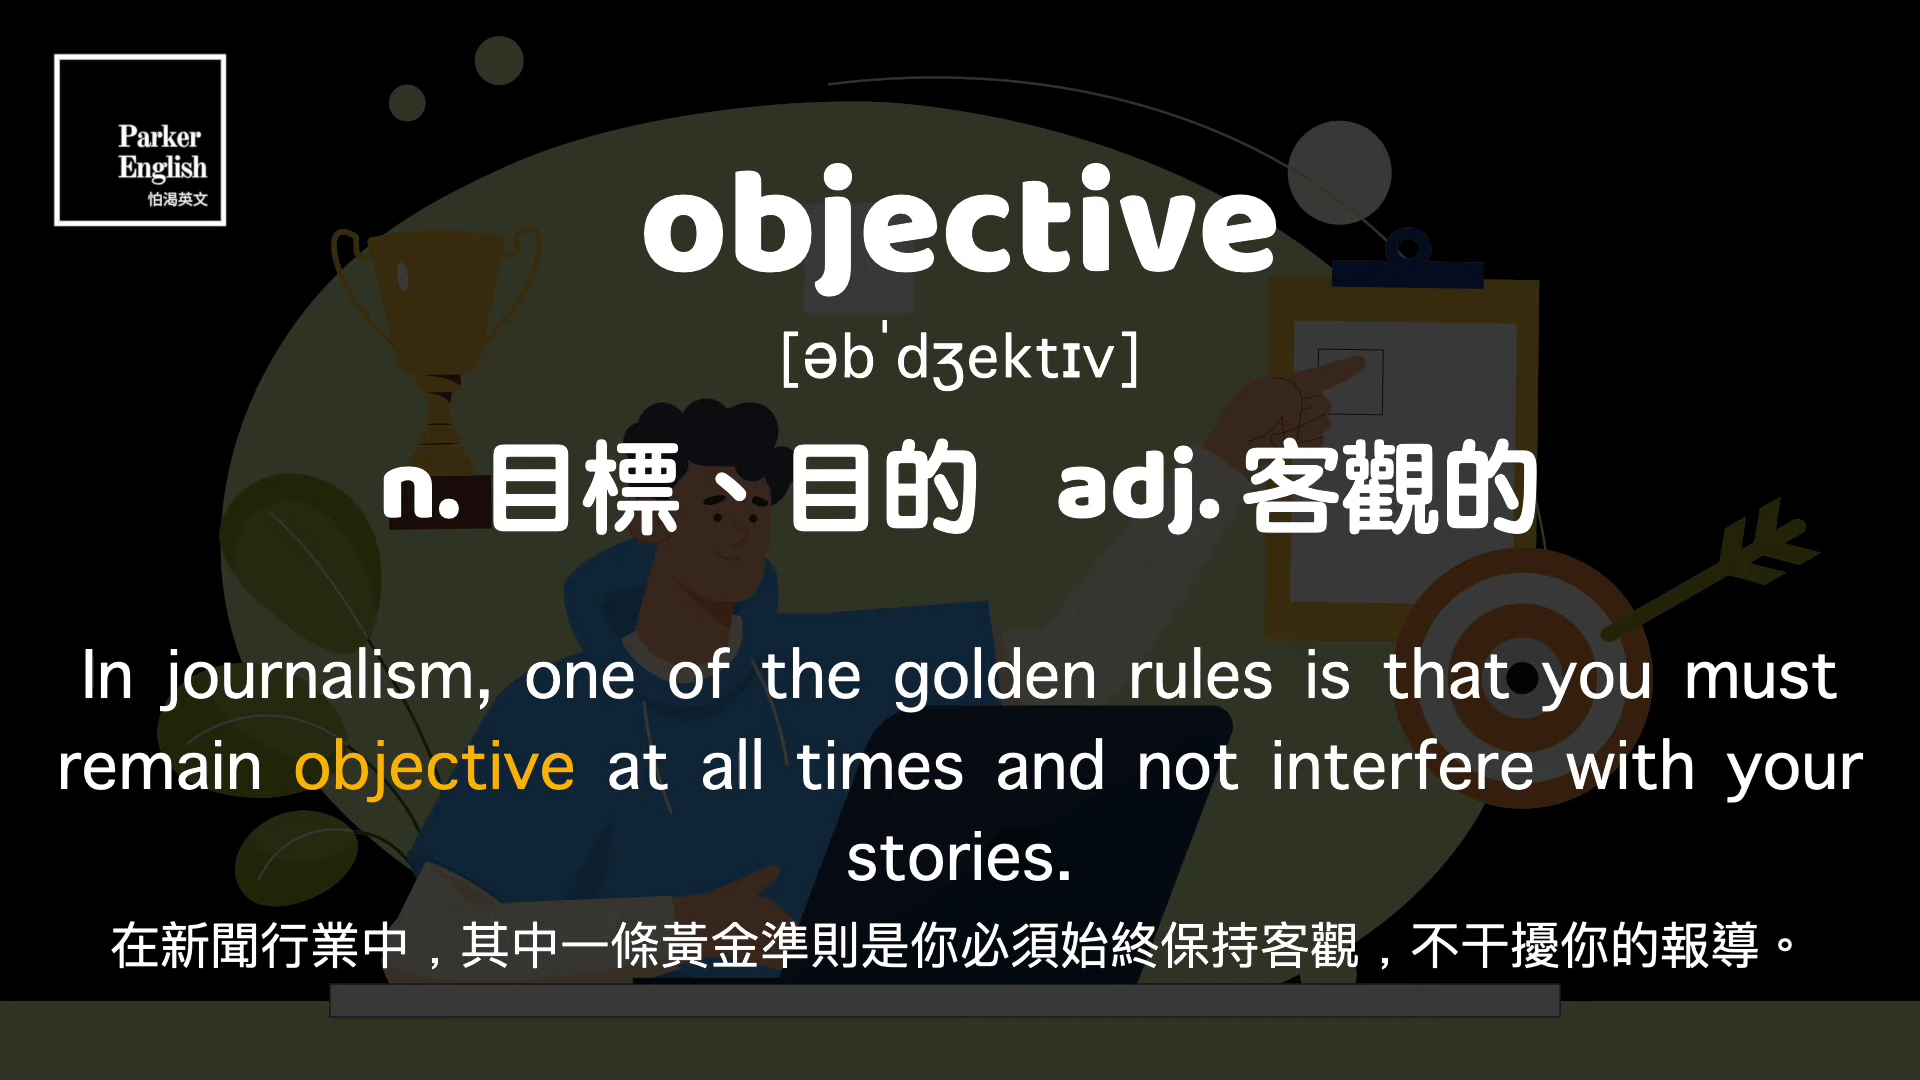 Parker
English
怕渴英文
objective
[əbˈdʒektɪv]
n. 目標、目的 adj. 客觀的
In journalism, one of the golden rules is that you must
remain objective at all times and not interfere with your
stories.
在新聞行業中，其中一條黃金準則是你必須始終保持客觀，不干擾你的報導。